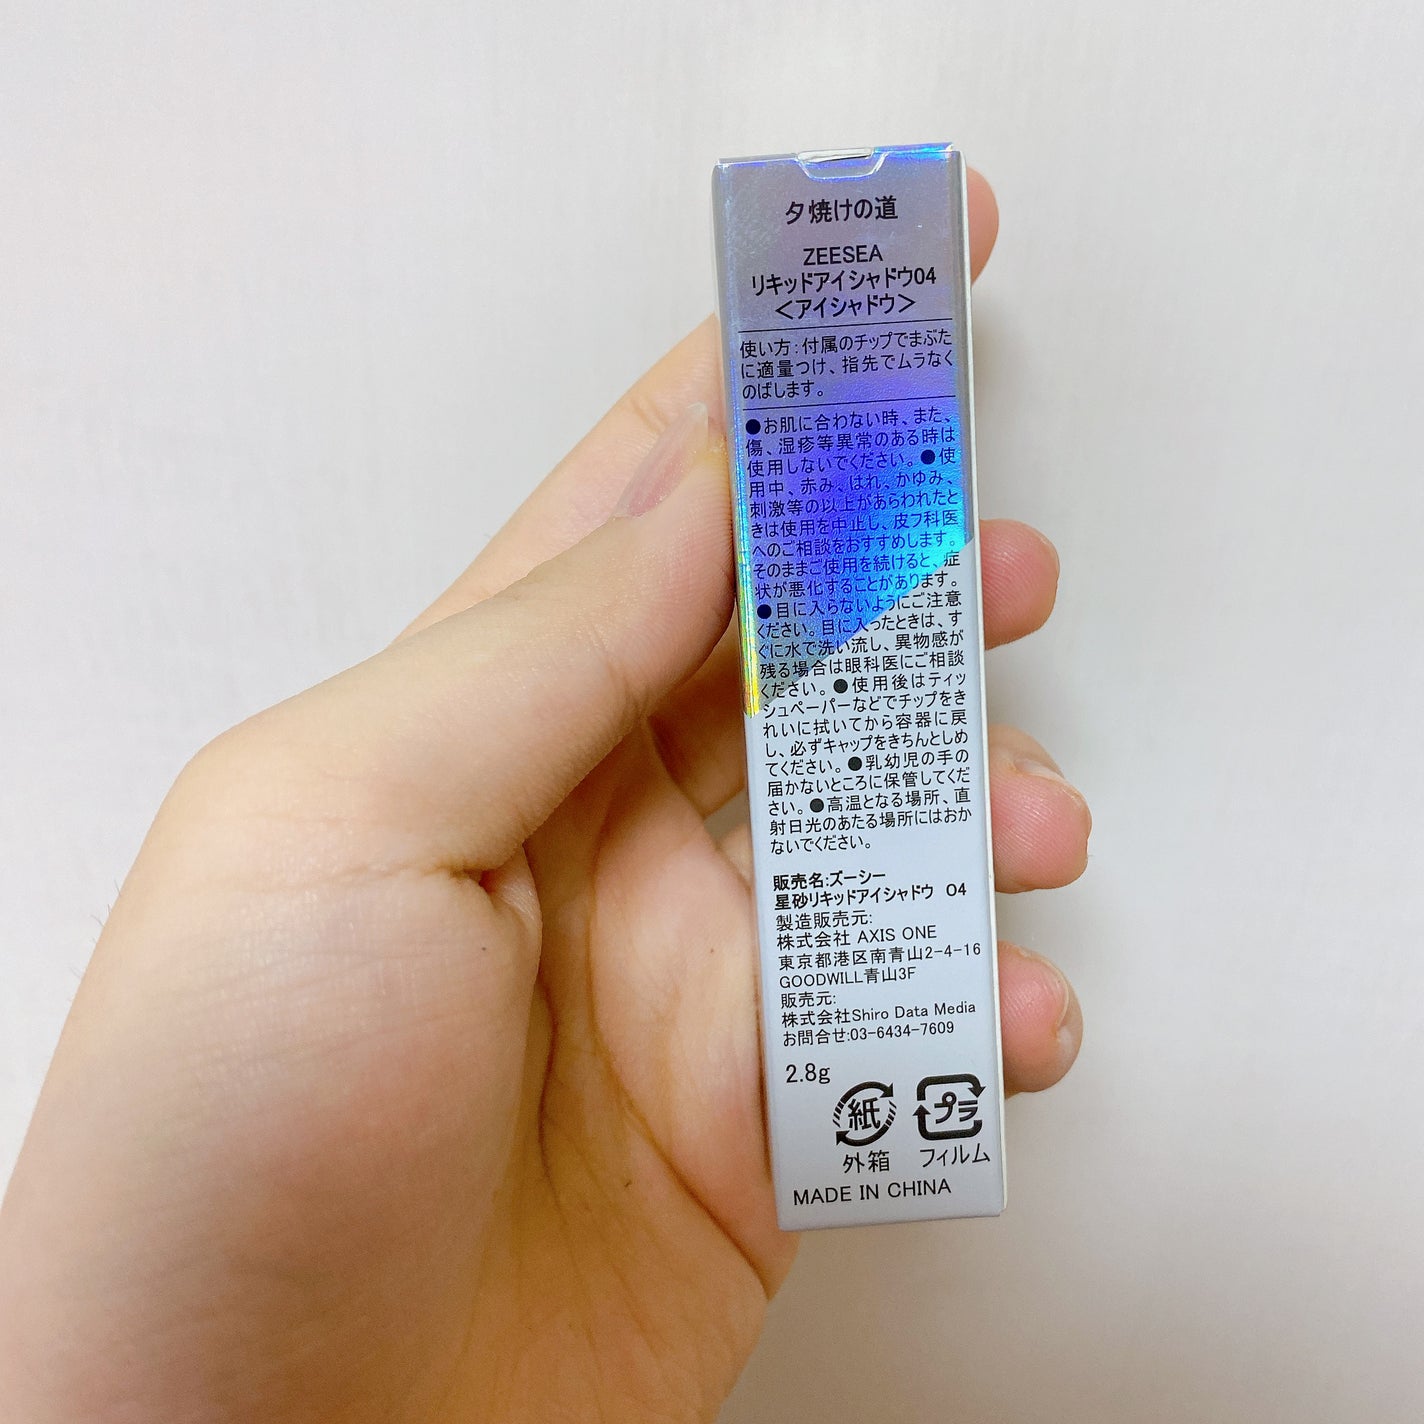 夕焼けの道
ZEESEA
リキッドアイシャドウ04
＜アイシャドウ＞
使い方：付属のチップでまぶた
に適量つけ、指先でムラなく
のばします。
●お肌に合わない時、また、
傷、湿疹等異常のある時は
使用しないでください。●使
用中、赤み、はれ、かゆみ、
刺激等の以上があらわれたと
きは使用を中止し、皮フ科医
へのご相談をおすすめします。
そのままご使用を続けると、症
状が悪化することがあります。
●目に入らないようにご注意
ください。目に入ったときは、す
ぐに水で洗い流し、異物感が
残る場合は眼科医にご相談
ください。●使用後はティッ
シュペーパーなどでチップをき
れいに拭いてから容器に戻
し、必ずキャップをきちんとしめ
てください。●乳幼児の手の
届かないところに保管してくだ
さい。●高温となる場所、直
射日光のあたる場所にはおか
ないでください。
販売名:ズーシー
星砂リキッドアイシャドウ 04
製造販売元:
株式会社 AXIS ONE
東京都港区南青山2-4-16
GOODWILL青山3F
販売元:
株式会社Shiro Data Media
お問合せ:03-6434-7609
2.8g
紙 プラ
外箱 フィルム
MADE IN CHINA